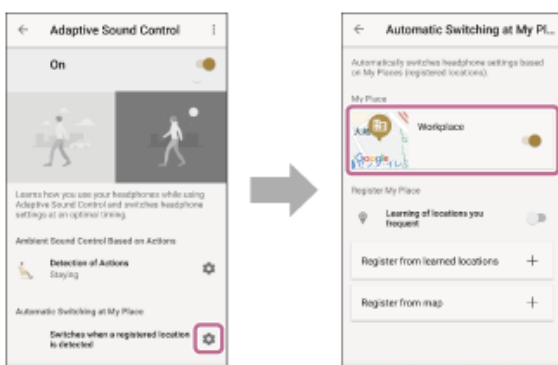 Adaptive Sound Control
On
Learns how you use your headphones while using
Adaptive Sound Control and switches headphone
settings at an optimal timing.
Ambient Sound Control Based on Actions
Detection of Actions
Staying
Automatic Switching at My Place
Switches when a registered location
is detected
Automatic Switching at My Pl...
Automatically switches headphone settings based
on My Places (registered locations).
My Place
Workplace
Google
Register My Place
Learning of locations you
frequent
Register from learned locations
Register from map